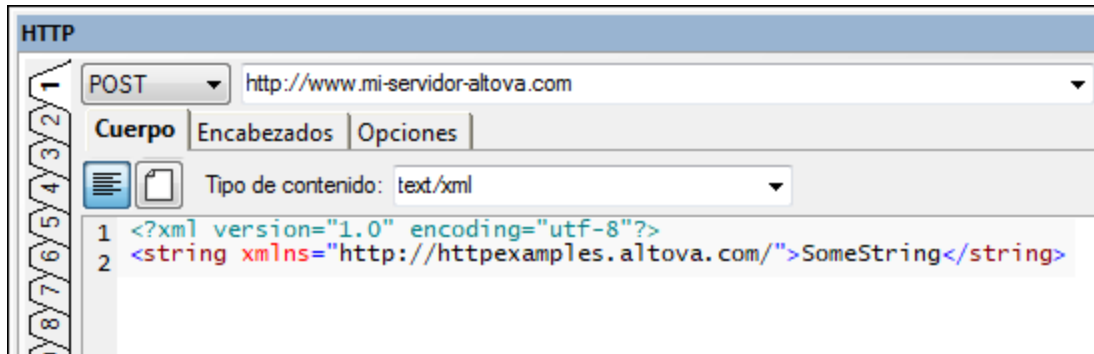 HTTP
POST http://www.mi-servidor-altova.com
Cuerpo Encabezados Opciones
Tipo de contenido: text/xml
1 <?xml version="1.0" encoding="utf-8"?>
2 <string xmlns="http://httpexamples.altova.com/">SomeString</string>
1
2
3
4
5
6
7
8